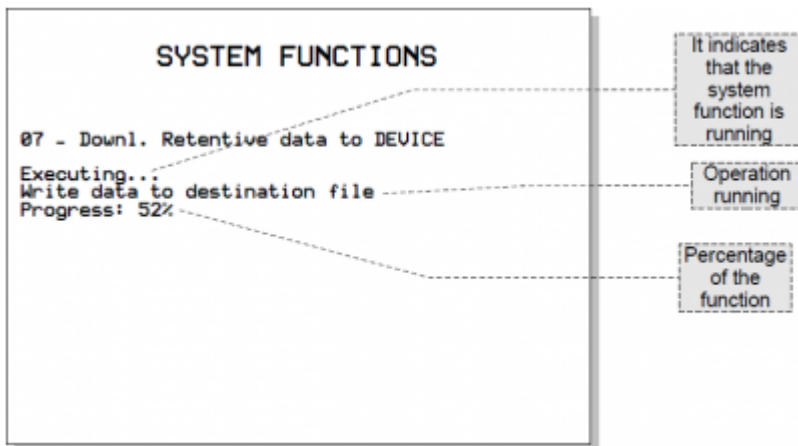 SYSTEM FUNCTIONS
07 - Downl. Retentive data to DEVICE
Executing...
Write data to destination file
Progress: 52%
It indicates
that the
system
function is
running
Operation
running
Percentage
of the
function